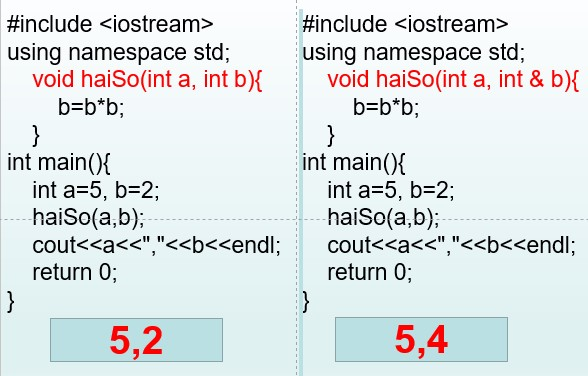 #include <iostream>
using namespace std;
void haiSo(int a, int b){
b=b*b;
}
int main(){
int a=5, b=2;
haiSo(a,b);
cout<<a<<","<<b<<endl;
return 0;
}
5,2
#include <iostream>
using namespace std;
void haiSo(int a, int & b){
b=b*b;
}
int main(){
int a=5, b=2;
haiSo(a,b);
cout<<a<<","<<b<<endl;
return 0;
}
5,4